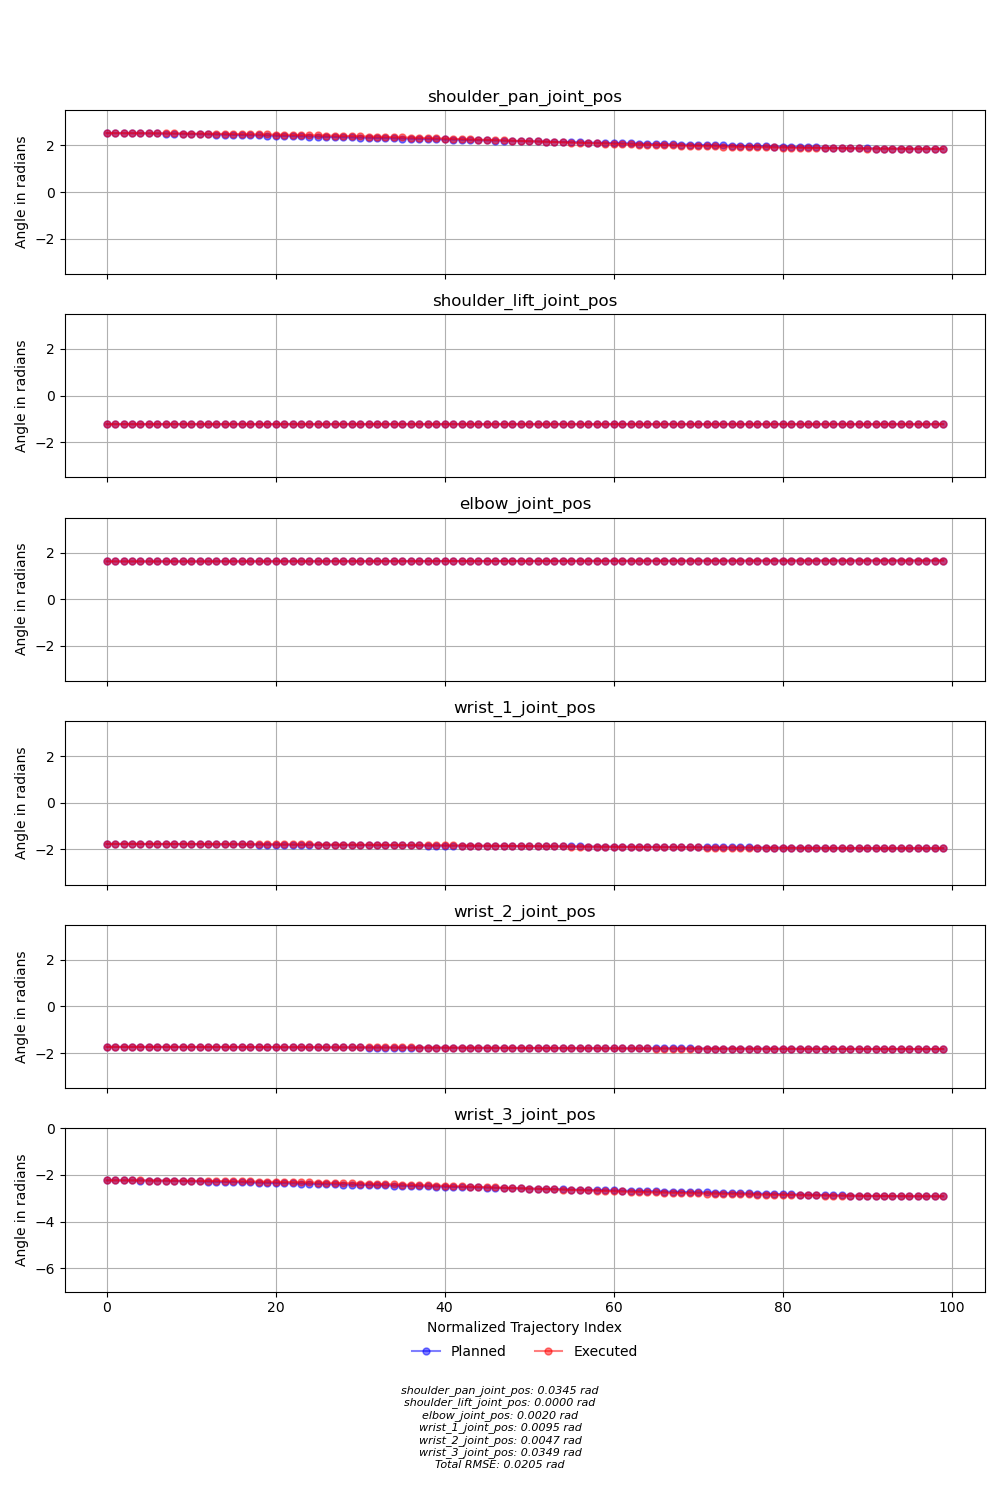 shoulder_pan_joint_pos
Angle in radians
2
0
−2
shoulder_lift_joint_pos
Angle in radians
2
0
−2
elbow_joint_pos
Angle in radians
2
0
−2
wrist_1_joint_pos
Angle in radians
2
0
−2
wrist_2_joint_pos
Angle in radians
2
0
−2
wrist_3_joint_pos
Angle in radians
0
−2
−4
−6
0 20 40 60 80 100
Normalized Trajectory Index
Planned Executed
shoulder_pan_joint_pos: 0.0345 rad
shoulder_lift_joint_pos: 0.0000 rad
elbow_joint_pos: 0.0020 rad
wrist_1_joint_pos: 0.0095 rad
wrist_2_joint_pos: 0.0047 rad
wrist_3_joint_pos: 0.0349 rad
Total RMSE: 0.0205 rad